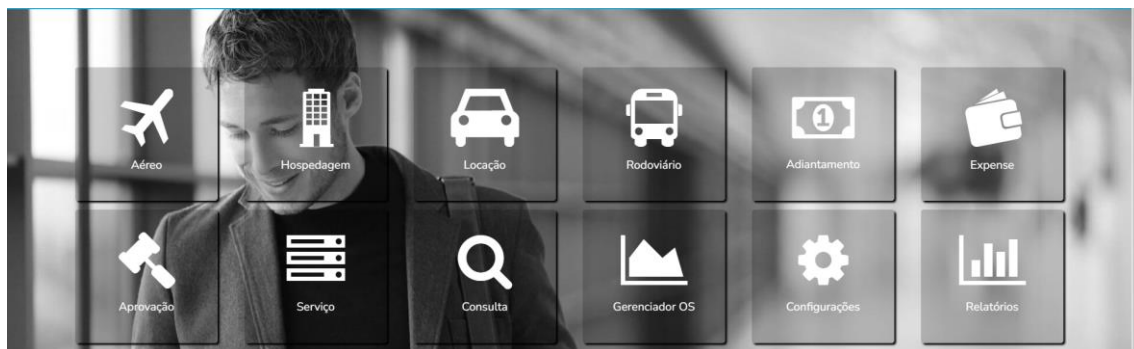 Aéreo
Hospedagem
Locação
Rodoviário
Adiantamento
Expense
Aprovação
Serviço
Consulta
Gerenciador OS
Configurações
Relatórios